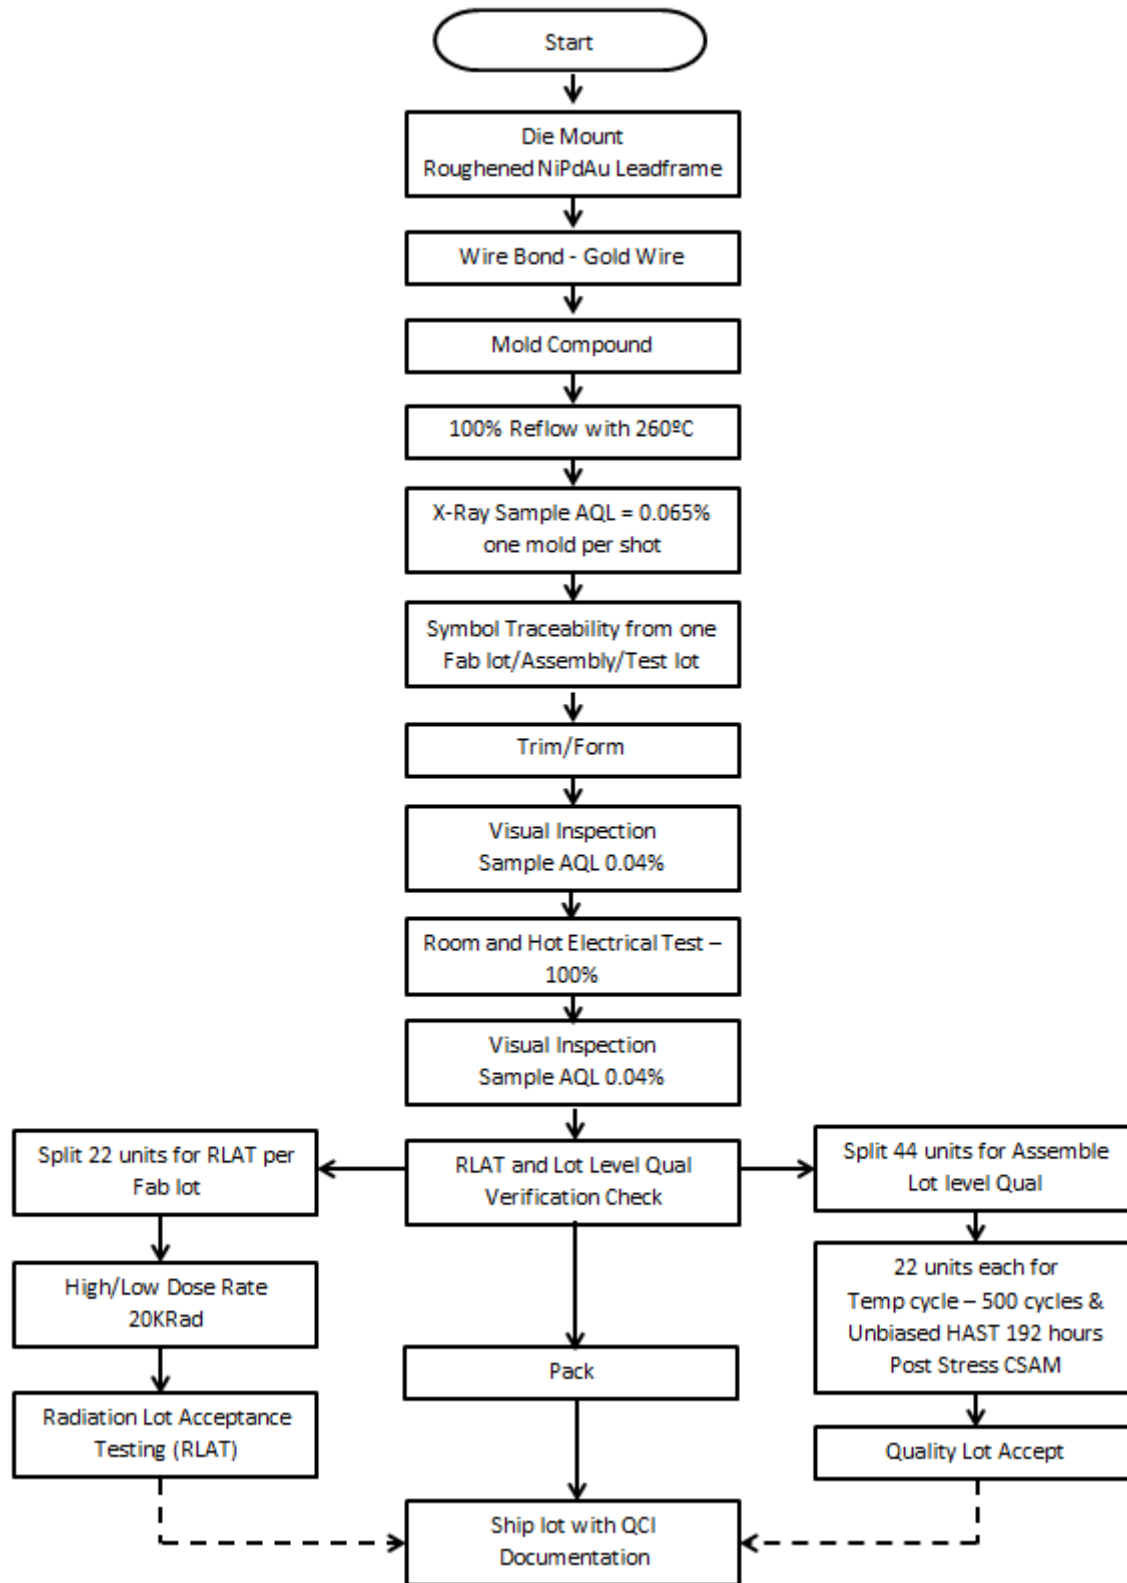 Start
Die Mount
Roughened NiPdAu Leadframe
Wire Bond - Gold Wire
Mold Compound
100% Reflow with 260ºC
X-Ray Sample AQL = 0.065%
one mold per shot
Symbol Traceability from one
Fab lot/Assembly/Test lot
Trim/Form
Visual Inspection
Sample AQL 0.04%
Room and Hot Electrical Test –
100%
Visual Inspection
Sample AQL 0.04%
RLAT and Lot Level Qual
Verification Check
Split 22 units for RLAT per
Fab lot
High/Low Dose Rate
20KRad
Radiation Lot Acceptance
Testing (RLAT)
Split 44 units for Assemble
Lot level Qual
22 units each for
Temp cycle – 500 cycles &
Unbiased HAST 192 hours
Post Stress CSAM
Quality Lot Accept
Pack
Ship lot with QCI
Documentation